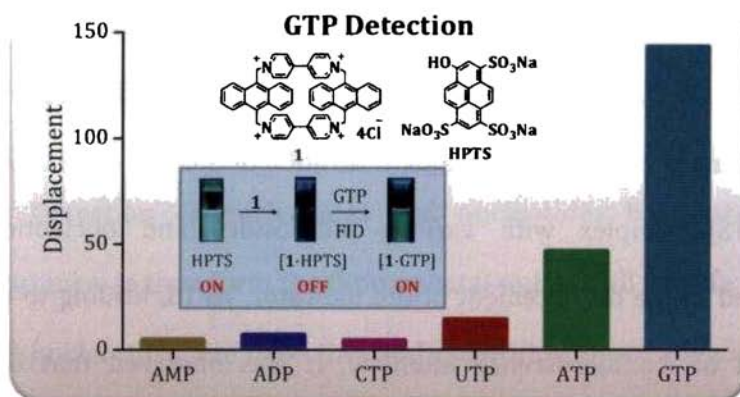 GTP Detection
150
100
50
0
Displacement
N+
N+
N+
N+
4Cl⁻
1
HO
SO₃Na
NaO₃S
SO₃Na
HPTS
1
GTP
FID
HPTS
[1·HPTS]
[1·GTP]
ON
OFF
ON
AMP ADP CTP UTP ATP GTP